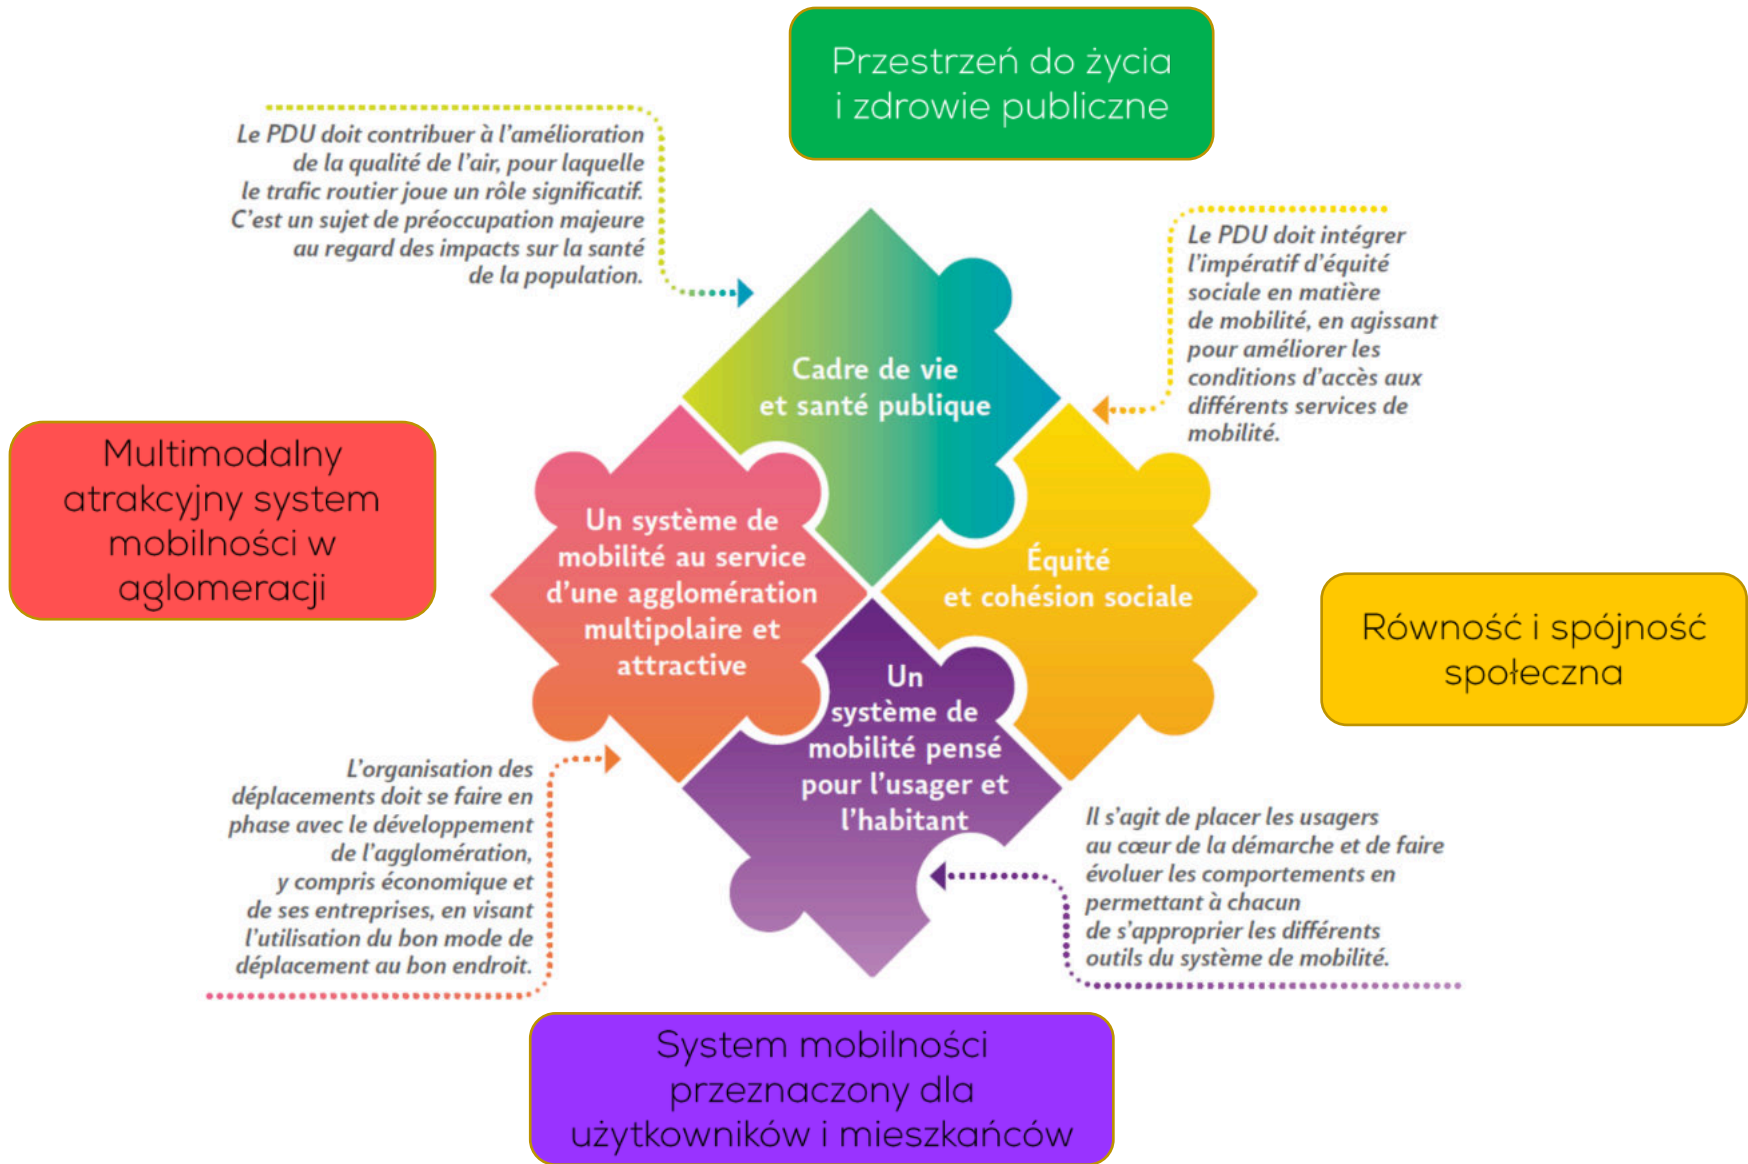 Przestrzeń do życia
i zdrowie publiczne
Le PDU doit contribuer à l’amélioration
de la qualité de l’air, pour laquelle
le trafic routier joue un rôle significatif.
C’est un sujet de préoccupation majeure
au regard des impacts sur la santé
de la population.
Le PDU doit intégrer
l’impératif d’équité
sociale en matière
de mobilité, en agissant
pour améliorer les
conditions d’accès aux
différents services de
mobilité.
Cadre de vie
et santé publique
Multimodalny
atrakcyjny system
mobilności w
aglomeracji
Un système de
mobilité au service
d’une agglomération
multipolaire et
attractive
Équité
et cohésion sociale
Równość i spójność
społeczna
Un
système de
mobilité pensé
pour l’usager et
l’habitant
L’organisation des
déplacements doit se faire en
phase avec le développement
de l’agglomération,
y compris économique et
de ses entreprises, en visant
l’utilisation du bon mode de
déplacement au bon endroit.
Il s’agit de placer les usagers
au cœur de la démarche et de faire
évoluer les comportements en
permettant à chacun
de s’approprier les différents
outils du système de mobilité.
System mobilności
przeznaczony dla
użytkowników i mieszkańców